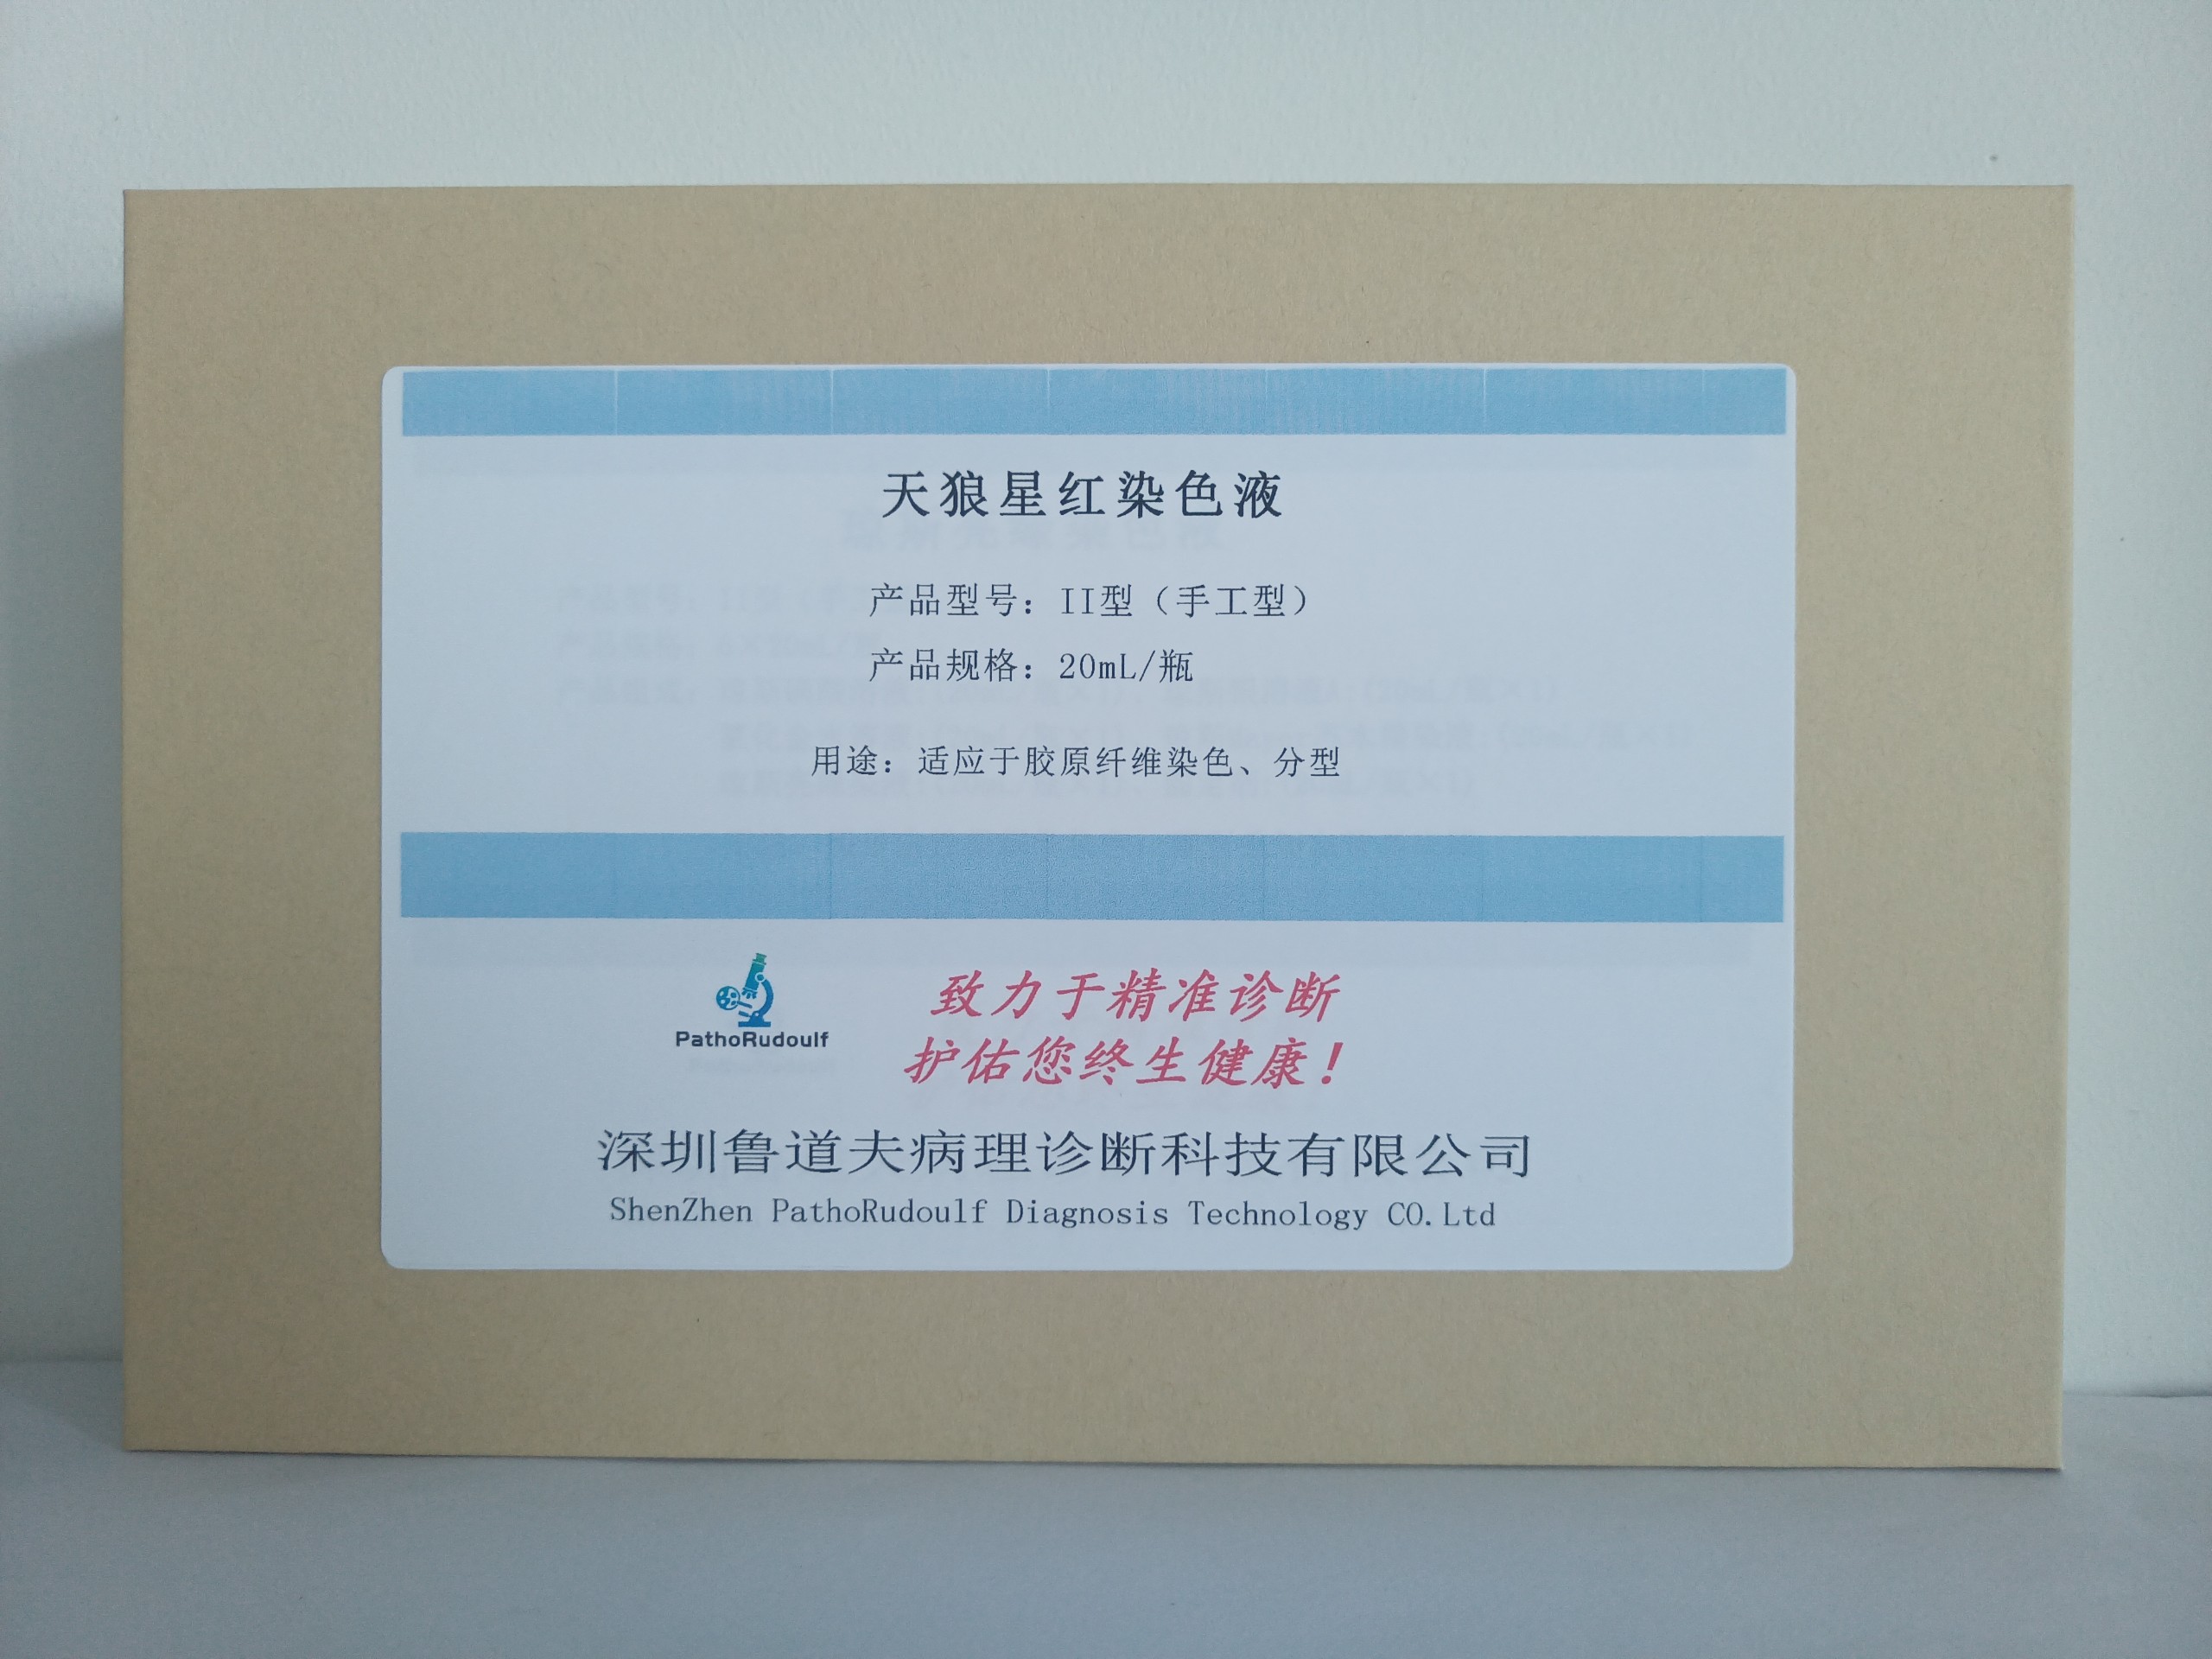 天狼星红染色液
产品型号：II型（手工型）
产品规格：20mL/瓶
用途：适应于胶原纤维染色、分型
PathoRudoulf
致力于精准诊断
护佑您终生健康！
深圳鲁道夫病理诊断科技有限公司
ShenZhen PathoRudoulf Diagnosis Technology CO.Ltd